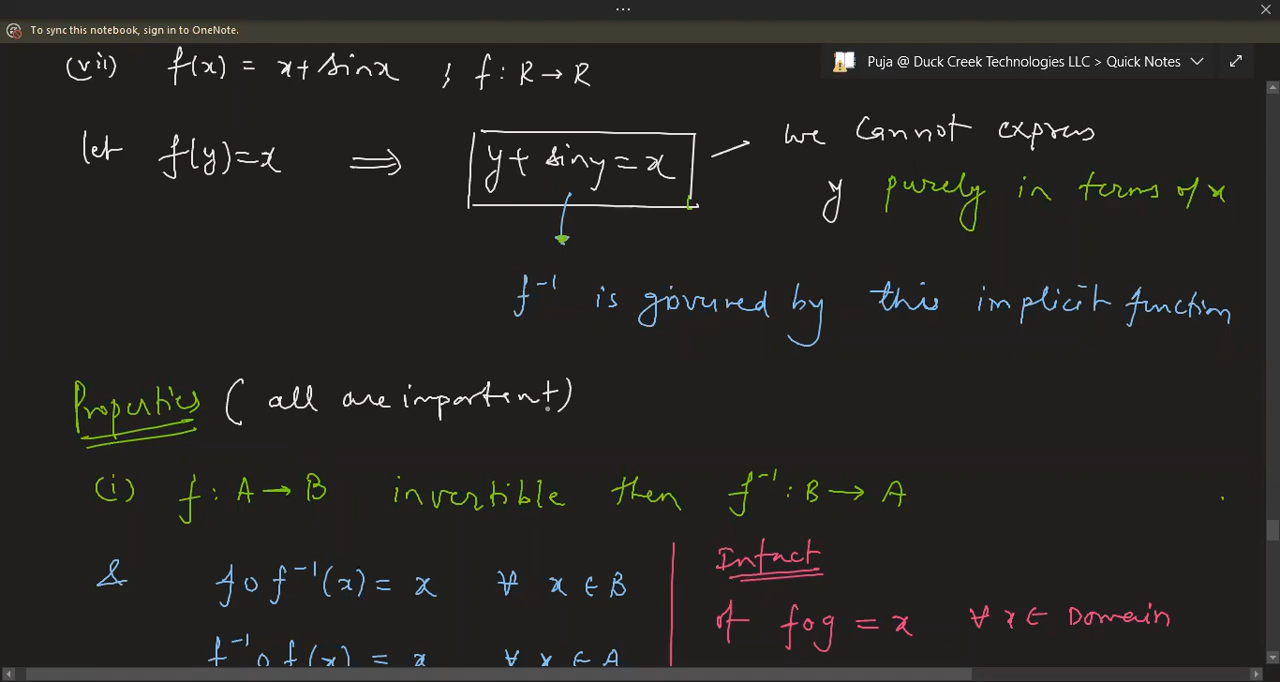 To sync this notebook, sign in to OneNote.
Puja @ Duck Creek Technologies LLC > Quick Notes
(vii) f(x) = x + sinx ; f : R → R
let f(y) = x ⟹ y + siny = x
we cannot express
y purely in terms of x
f⁻¹ is govured by this implicit function
Properties (all are important)
(i) f : A → B invertible then f⁻¹ : B → A
& f o f⁻¹(x) = x ∀ x ∈ B
f⁻¹ o f(x) = x ∀ x ∈ A
Infact
if fog = x ∀ x ∈ Domain